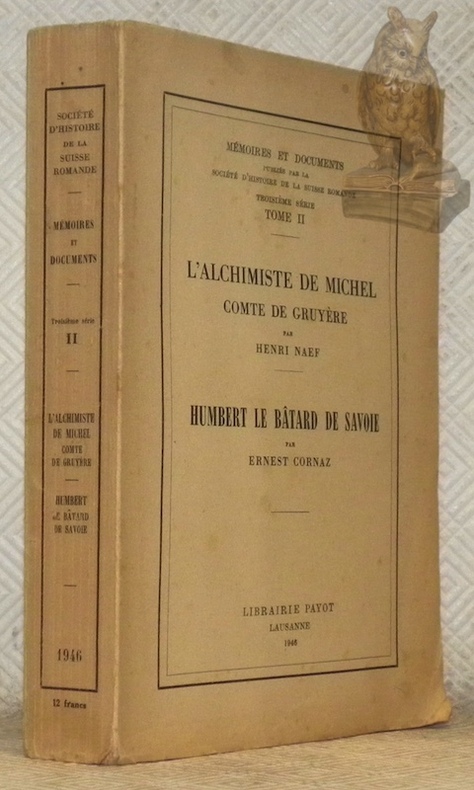 SOCIÉTÉ
D'HISTOIRE
DE LA
SUISSE
ROMANDE
MÉMOIRES
ET
DOCUMENTS
Troisième série
II
L'ALCHIMISTE
DE MICHEL
COMTE
DE GRUYÈRE
HUMBERT
LE BÂTARD
DE SAVOIE
1946
12 francs
MÉMOIRES ET DOCUMENTS
PUBLIÉS PAR LA
SOCIÉTÉ D'HISTOIRE DE LA SUISSE ROMANDE
TROISIÈME SÉRIE
TOME II
L'ALCHIMISTE DE MICHEL
COMTE DE GRUYÈRE
PAR
HENRI NAEF
HUMBERT LE BÂTARD DE SAVOIE
PAR
ERNEST CORNAZ
LIBRAIRIE PAYOT
LAUSANNE
1946